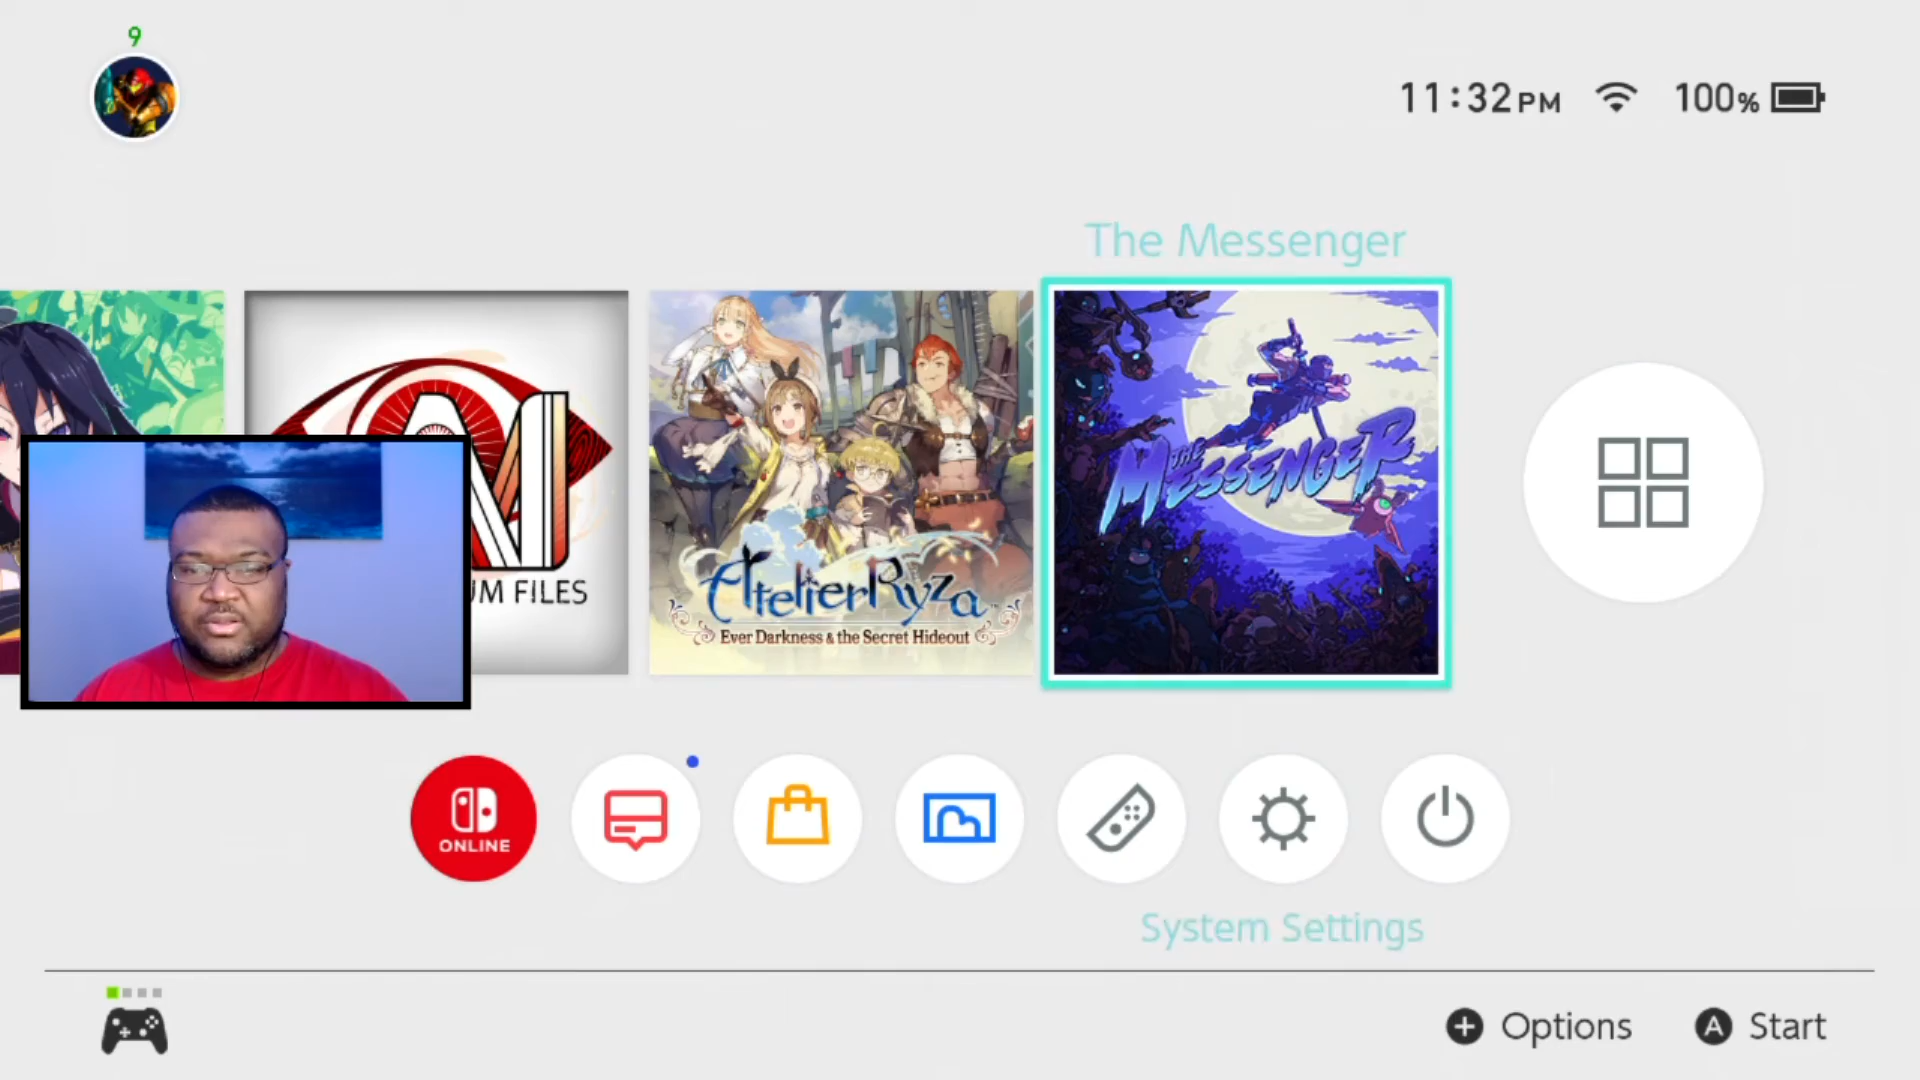 9
11:32 PM
100%
The Messenger
UM FILES
Atelier Ryza
Ever Darkness & the Secret Hideout
THE
MESSENGER
ONLINE
System Settings
Options
A Start